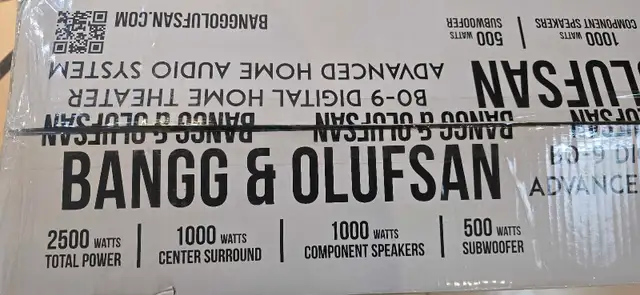 BANGGOLUFSAN.COM
500 WATTS
SUBWOOFER
1000 WATTS
COMPONENT SPEAKERS
ADVANCED HOME AUDIO SYSTEM
BO-9 DIGITAL HOME THEATER
LUFSAN
BANGG & OLUFSAN
BANGG & OLUFSAN
BANGG & OLUFSAN
BO-9 DI
ADVANCE
2500 WATTS
TOTAL POWER
1000 WATTS
CENTER SURROUND
1000 WATTS
COMPONENT SPEAKERS
500 WATTS
SUBWOOFER